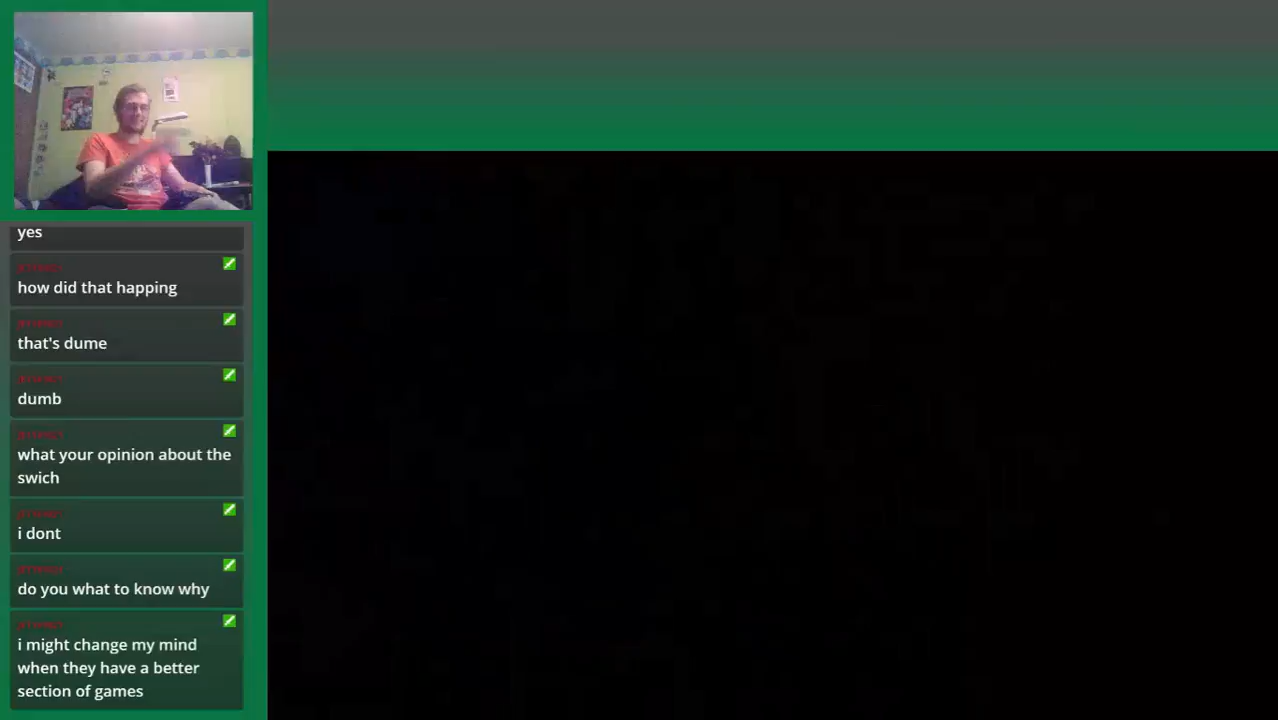 yes
how did that happing
that's dume
dumb
what your opinion about the
swich
i dont
do you what to know why
i might change my mind
when they have a better
section of games